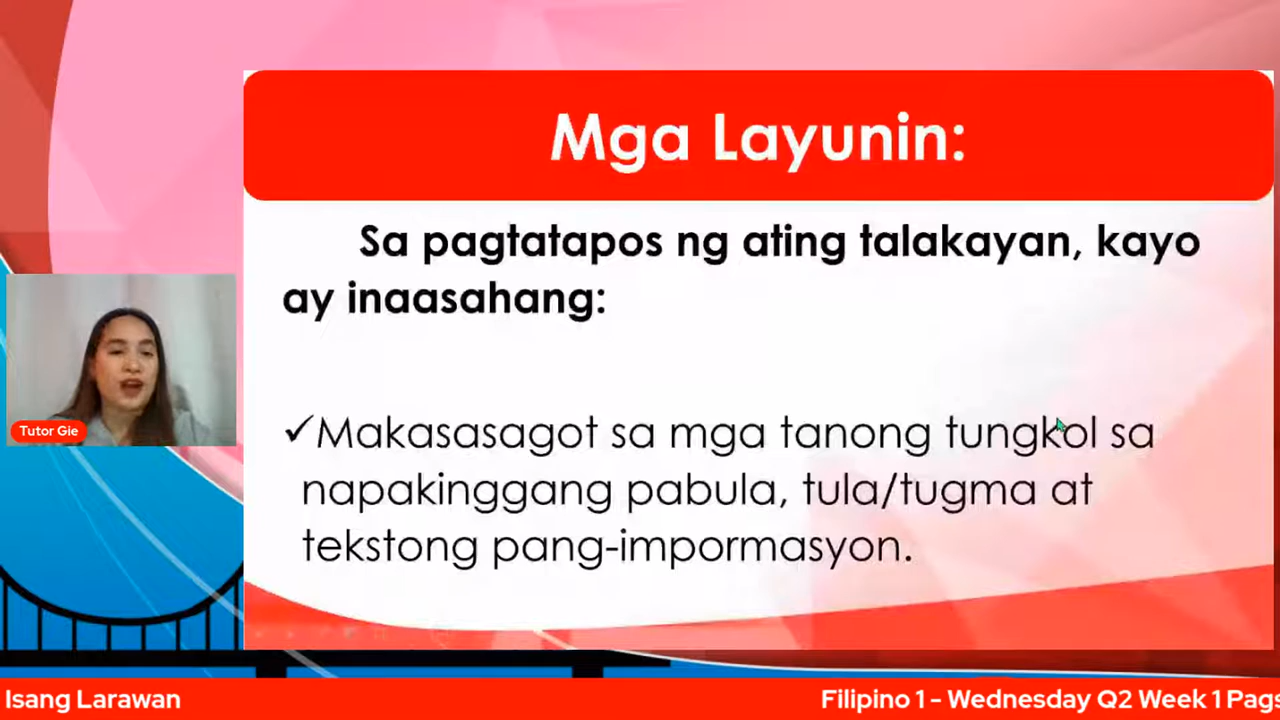 Mga Layunin:
Sa pagtatapos ng ating talakayan, kayo
ay inaasahang:
✓Makasasagot sa mga tanong tungkol sa
napakinggang pabula, tula/tugma at
tekstong pang-impormasyon.
Tutor Gie
Isang Larawan
Filipino 1 - Wednesday Q2 Week 1 Pags